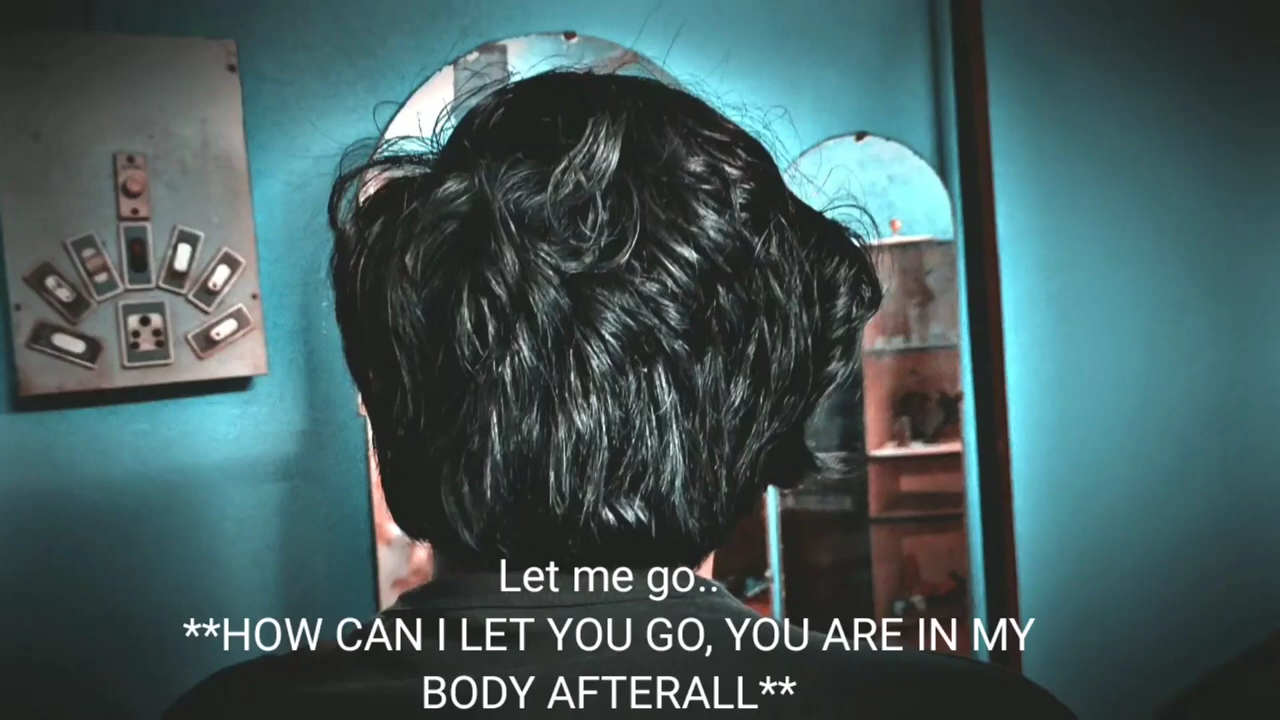 Let me go..
**HOW CAN I LET YOU GO, YOU ARE IN MY
BODY AFTERALL**